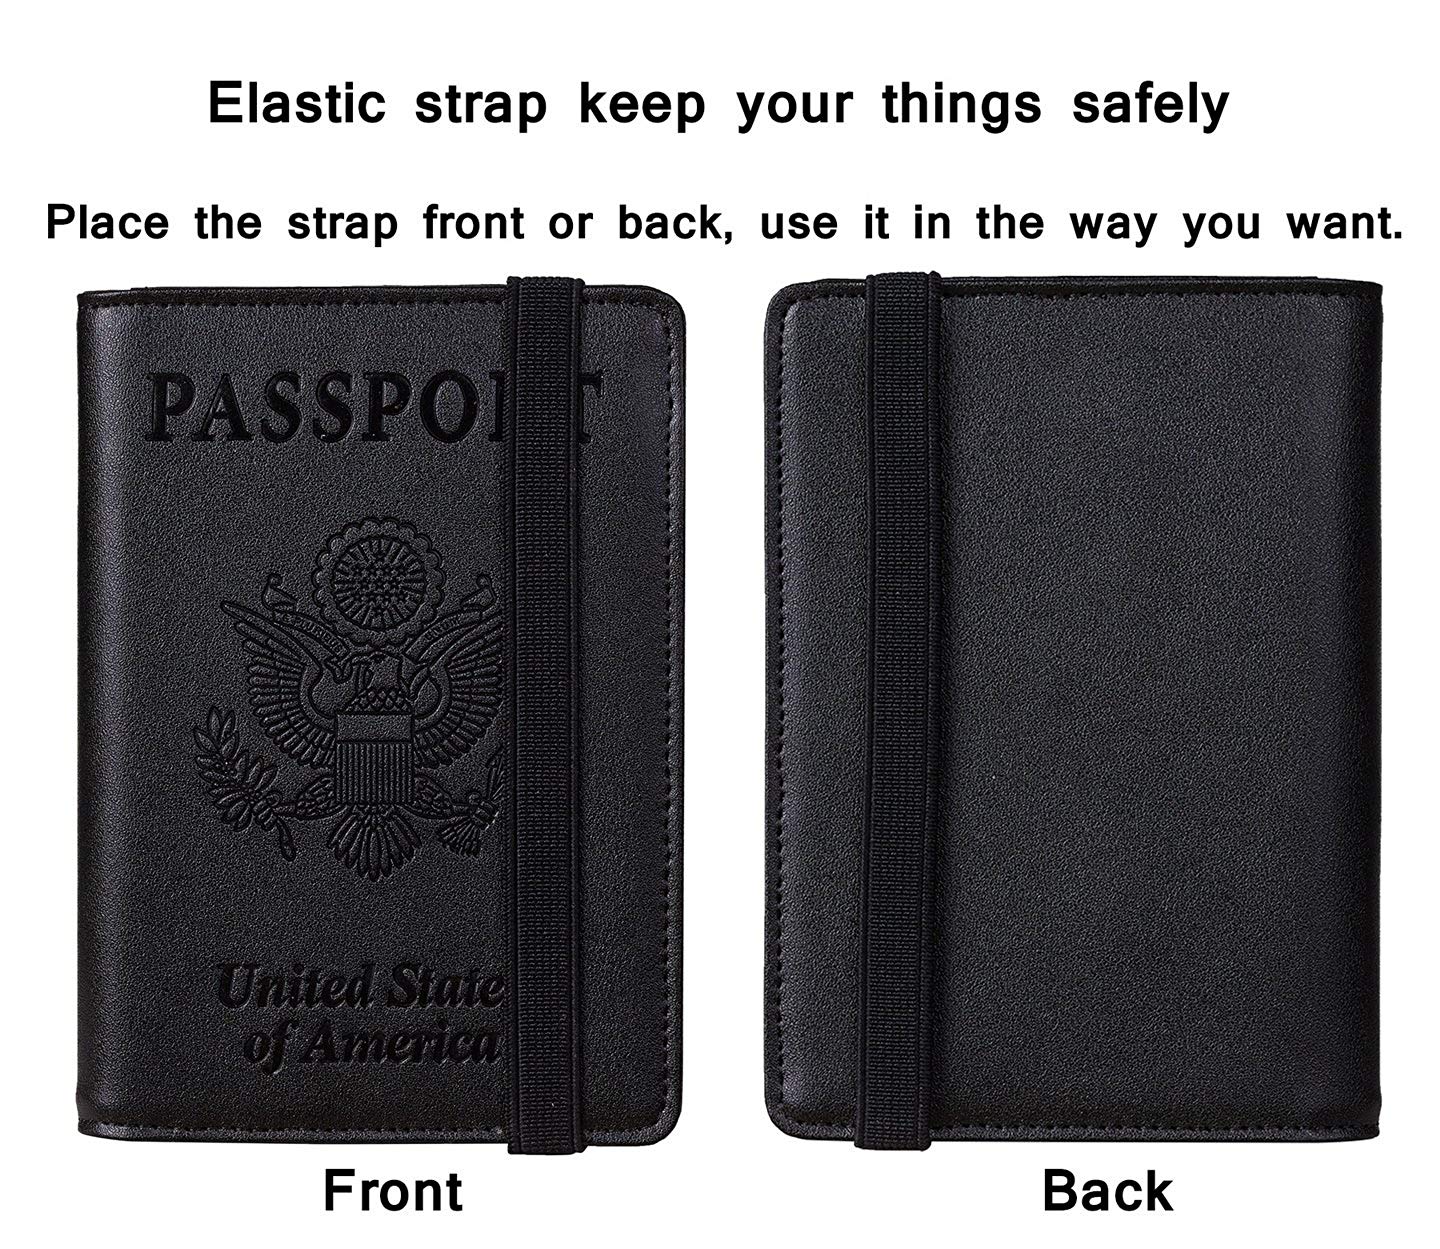 Elastic strap keep your things safely
Place the strap front or back, use it in the way you want.
PASSPORT
United State
of America
Front
Back